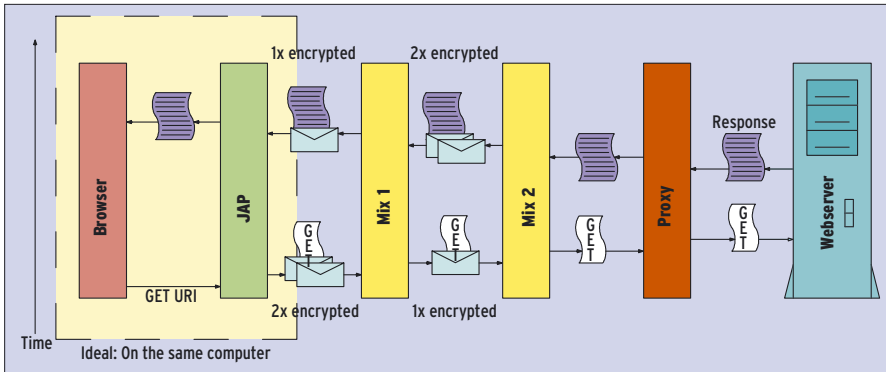 1x encrypted
2x encrypted
Response
Browser
JAP
Mix 1
Mix 2
Proxy
Webserver
GET
GET
GET
GET
GET URI
2x encrypted
1x encrypted
Time
Ideal: On the same computer